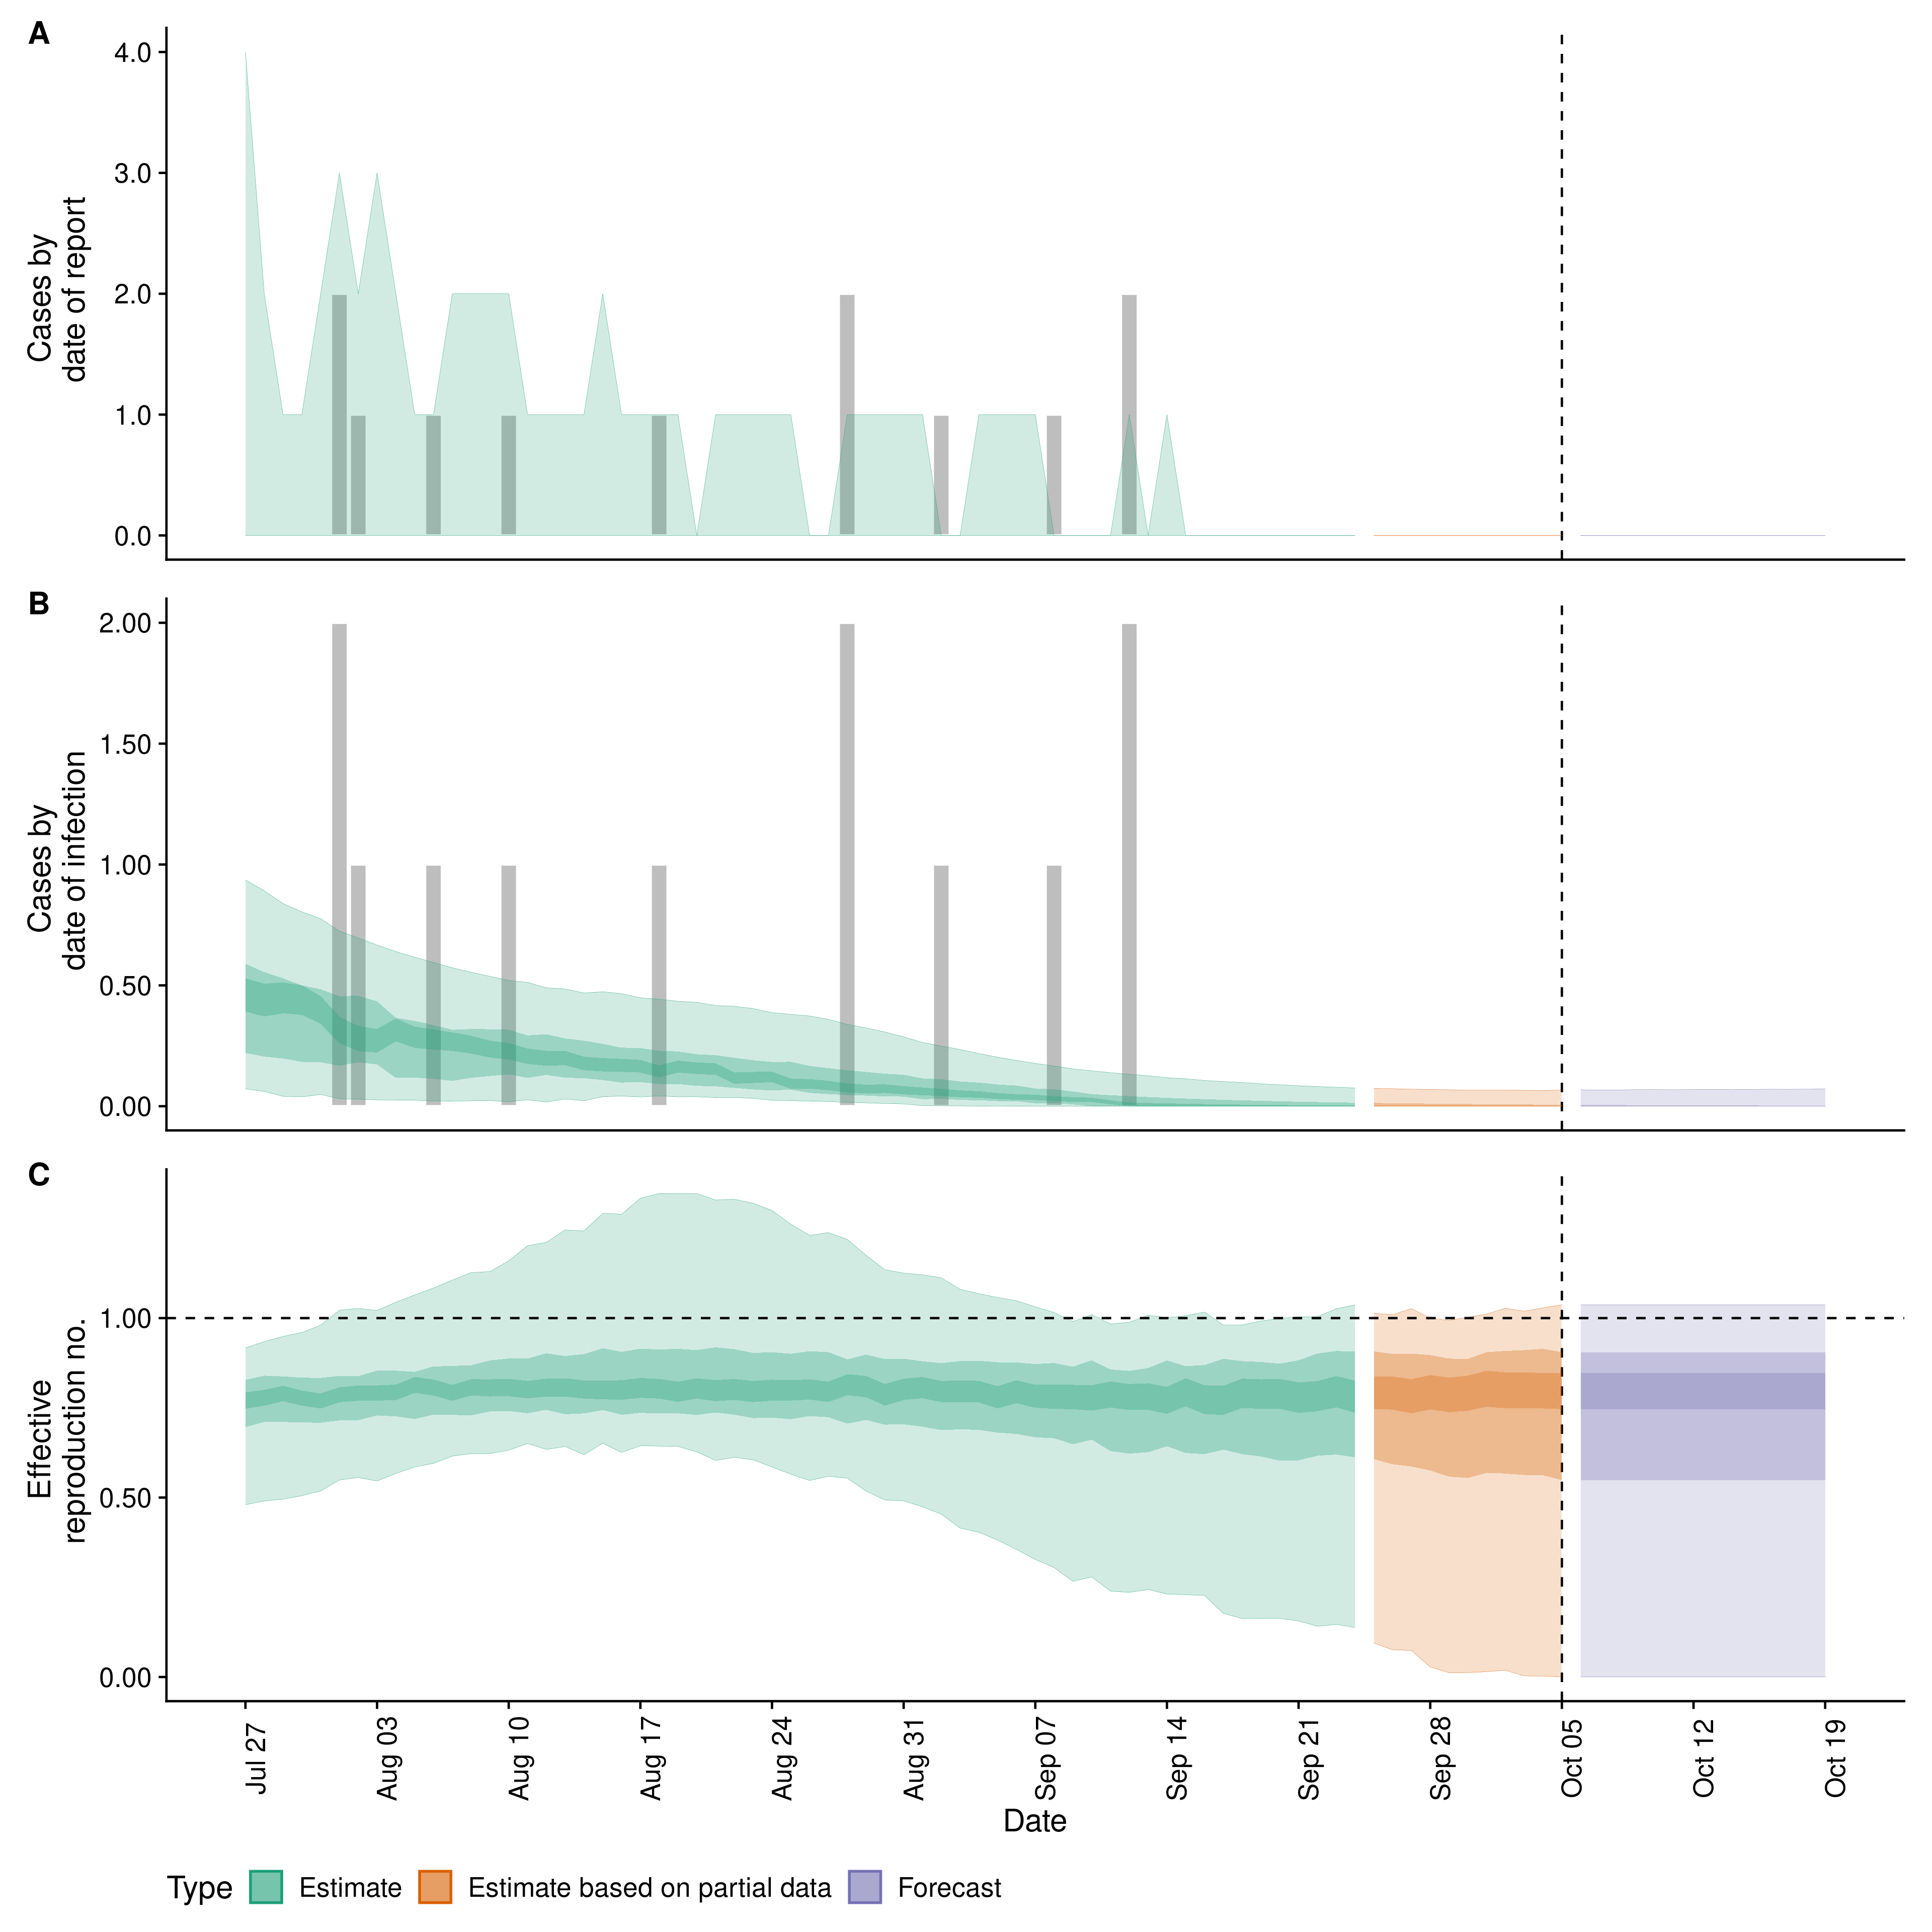 A
4.0
3.0
2.0
1.0
0.0
Cases by
date of report
B
2.00
1.50
1.00
0.50
0.00
Cases by
date of infection
C
1.00
0.50
0.00
Effective
reproduction no.
Jul 27
Aug 03
Aug 10
Aug 17
Aug 24
Aug 31
Sep 07
Sep 14
Sep 21
Sep 28
Oct 05
Oct 12
Oct 19
Date
Type Estimate Estimate based on partial data Forecast